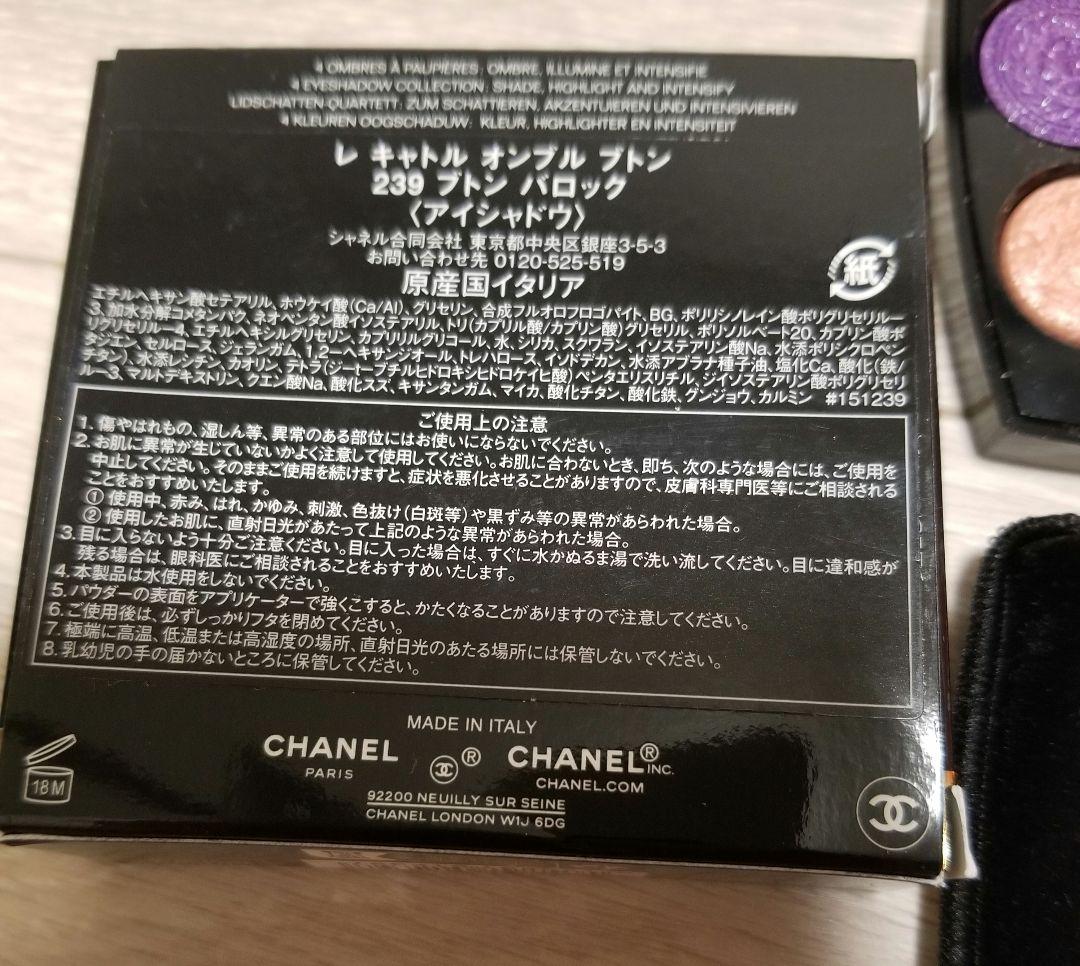 4 OMBRES À PAUPIÈRES : OMBRE, ILLUMINE ET INTENSIFIE
4 EYESHADOW COLLECTION : SHADE, HIGHLIGHT AND INTENSIFY
LIDSCHATTEN-QUARTETT : ZUM SCHATTIEREN, AKZENTUIEREN UND INTENSIVIEREN
4 KLEUREN OOGSCHADUW : KLEUR, HIGHLIGHTER EN INTENSITEIT
レ キャトル オンブル ブトン
239 ブトン バロック
〈アイシャドウ〉
シャネル合同会社 東京都中央区銀座3-5-3
お問い合わせ先 0120-525-519
原産国イタリア
紙
エチルヘキサン酸セテアリル、ホウケイ酸(Ca/Al)、グリセリン、合成フルオロフロゴパイト、BG、ポリリシノレイン酸ポリグリセリル－
3、加水分解コメタンパク、ネオペンタン酸イソステアリル、トリ(カプリル酸/カプリン酸)グリセリル、ポリソルベート20、カプリン酸ポ
リグリセリル－4、エチルヘキシルグリセリン、カプリリルグリコール、水、シリカ、スクワラン、イソステアリン酸Na、水添ポリシクロペン
タジエン、セルロース、ジェランガム、1,2－ヘキサンジオール、トレハロース、イソドデカン、水添アブラナ種子油、塩化Ca、酸化(鉄/
チタン)、水添レシチン、カオリン、テトラ(ジ－t－ブチルヒドロキシヒドロケイヒ酸)ペンタエリスリチル、ジイソステアリン酸ポリグリセリ
ル－3、マルトデキストリン、クエン酸Na、酸化スズ、キサンタンガム、マイカ、酸化チタン、酸化鉄、グンジョウ、カルミン #151239
ご使用上の注意
1. 傷やはれもの、湿しん等、異常のある部位にはお使いにならないでください。
2. お肌に異常が生じていないかよく注意して使用してください。お肌に合わないとき、即ち、次のような場合には、ご使用を
中止してください。そのままご使用を続けますと、症状を悪化させることがありますので、皮膚科専門医等にご相談される
ことをおすすめいたします。
① 使用中、赤み、はれ、かゆみ、刺激、色抜け(白斑等)や黒ずみ等の異常があらわれた場合。
② 使用したお肌に、直射日光があたって上記のような異常があらわれた場合。
3. 目に入らないよう十分ご注意ください。目に入った場合は、すぐに水かぬるま湯で洗い流してください。目に違和感が
残る場合は、眼科医にご相談されることをおすすめいたします。
4. 本製品は水使用をしないでください。
5. パウダーの表面をアプリケーターで強くこすると、かたくなることがありますので注意してください。
6. ご使用後は、必ずしっかりフタを閉めてください。
7. 極端に高温、低温または高湿度の場所、直射日光のあたる場所には保管しないでください。
8. 乳幼児の手の届かないところに保管してください。
MADE IN ITALY
CHANEL ® CHANEL® INC.
PARIS CHANEL.COM
18M
92200 NEUILLY SUR SEINE
CHANEL LONDON W1J 6DG